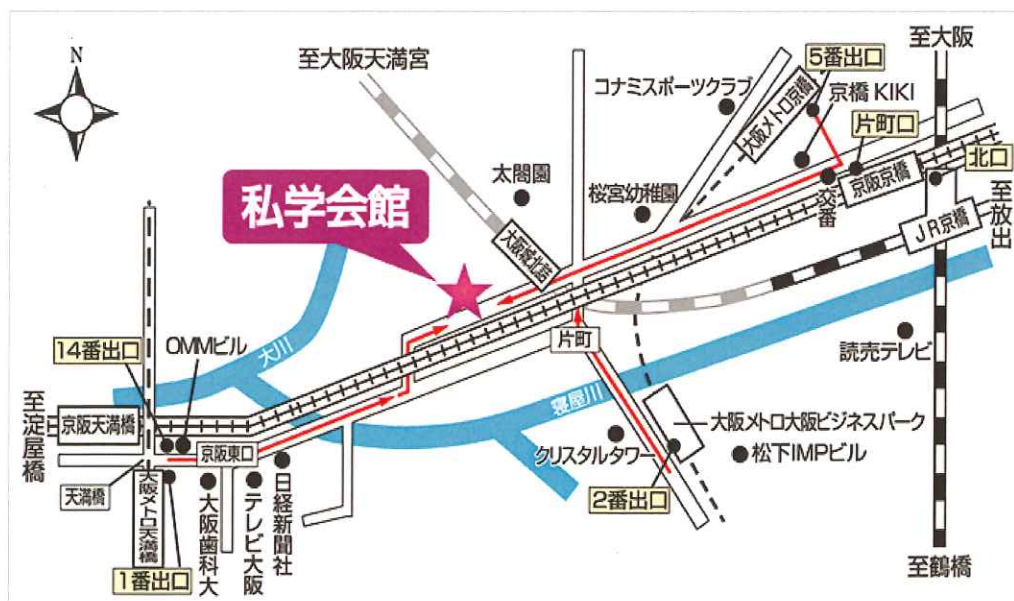 N
至大阪天満宮
5番出口
至大阪
コナミスポーツクラブ
大阪メトロ京橋
京橋 KIKI
片町口
京阪京橋
北口
交番
太閤園
桜宮幼稚園
JR京橋
至放出
私学会館
大阪城北詰
14番出口
OMMビル
大川
片町
読売テレビ
至淀屋橋
京阪天満橋
寝屋川
大阪メトロ大阪ビジネスパーク
京阪東口
クリスタルタワー
松下IMPビル
天満橋
大阪メトロ天満橋
2番出口
大阪歯科大
テレビ大阪
日経新聞社
1番出口
至鶴橋